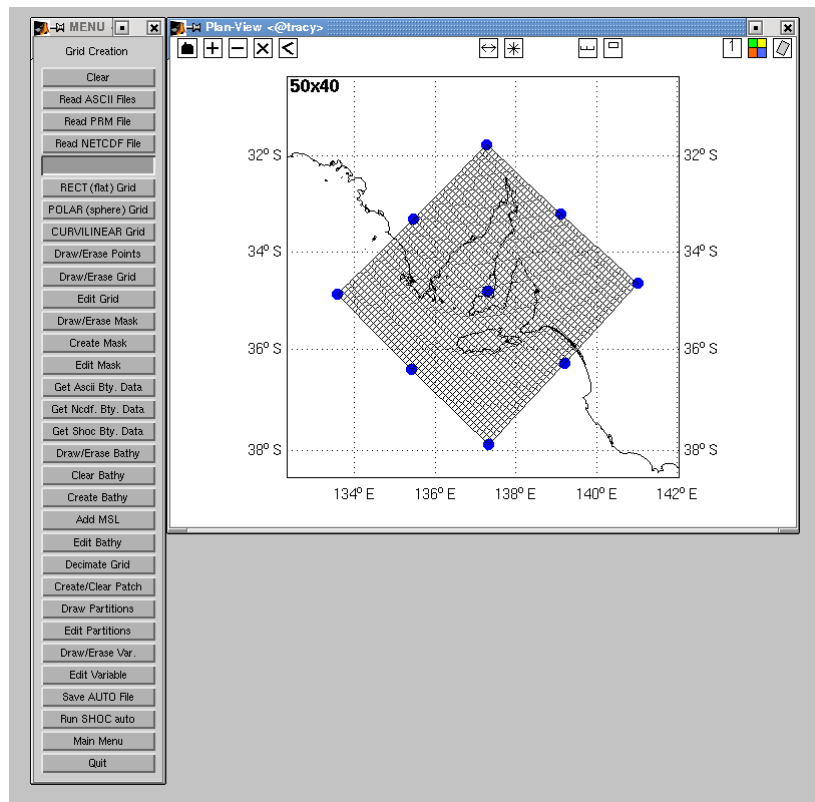 MENU
Grid Creation
Clear
Read ASCII Files
Read PRM File
Read NETCDF File
RECT (flat) Grid
POLAR (sphere) Grid
CURVILINEAR Grid
Draw/Erase Points
Draw/Erase Grid
Edit Grid
Draw/Erase Mask
Create Mask
Edit Mask
Get Ascii Bty. Data
Get Ncdf. Bty. Data
Get Shoc Bty. Data
Draw/Erase Bathy
Clear Bathy
Create Bathy
Add MSL
Edit Bathy
Decimate Grid
Create/Clear Patch
Draw Partitions
Edit Partitions
Draw/Erase Var.
Edit Variable
Save AUTO File
Run SHOC auto
Main Menu
Quit
Plan-View <@tracy>
1
50x40
32° S 32° S
34° S 34° S
36° S 36° S
38° S 38° S
134° E 136° E 138° E 140° E 142° E